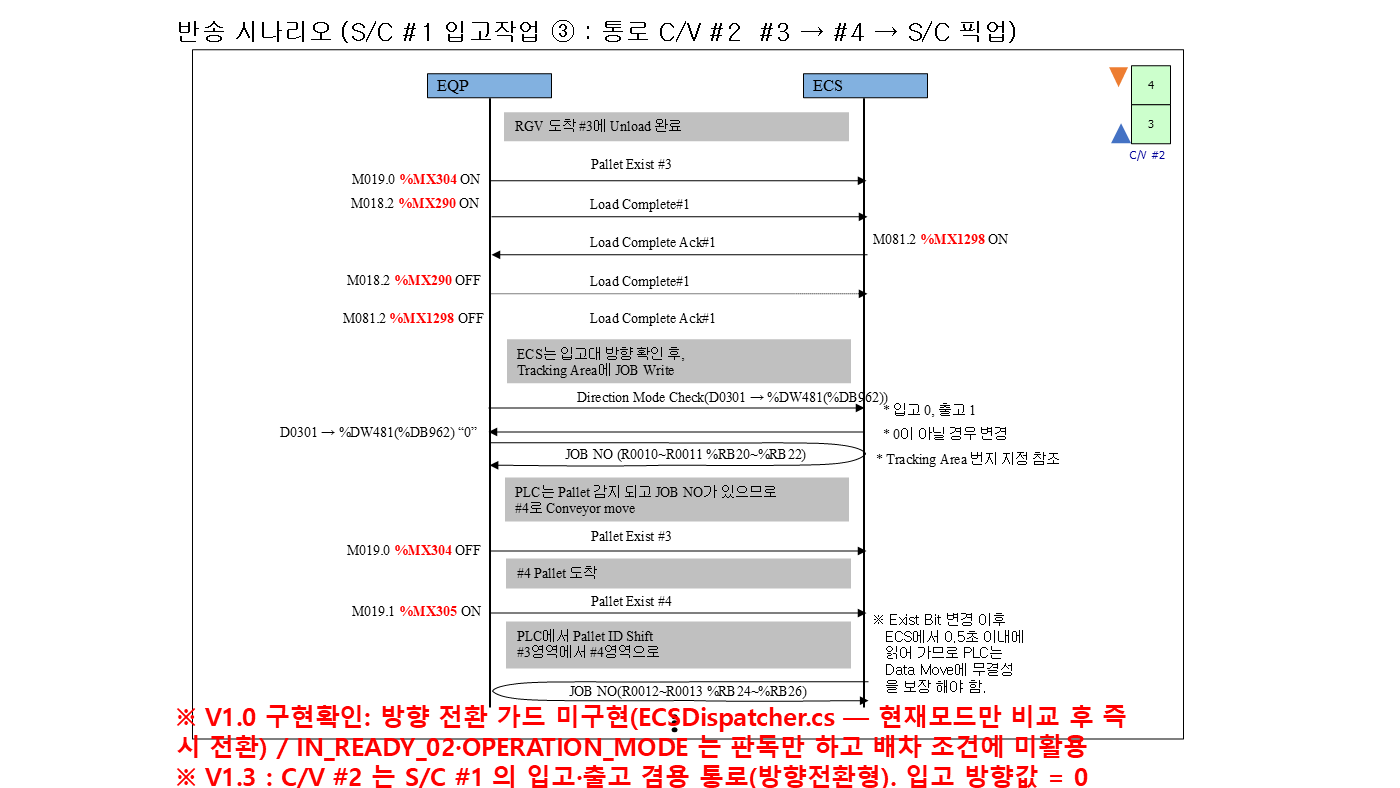 반송 시나리오 (S/C #1 입고작업 ③ : 통로 C/V #2  #3 → #4 → S/C 픽업)
EQP
ECS
4
3
C/V #2
RGV 도착 #3에 Unload 완료
Pallet Exist #3
M019.0 %MX304 ON
M018.2 %MX290 ON
Load Complete#1
Load Complete Ack#1
M081.2 %MX1298 ON
M018.2 %MX290 OFF
Load Complete#1
M081.2 %MX1298 OFF
Load Complete Ack#1
ECS는 입고대 방향 확인 후,
Tracking Area에 JOB Write
Direction Mode Check(D0301 → %DW481(%DB962))
* 입고 0, 출고 1
D0301 → %DW481(%DB962) “0”
* 0이 아닐 경우 변경
JOB NO (R0010~R0011 %RB20~%RB22)
* Tracking Area 번지 지정 참조
PLC는 Pallet 감지 되고 JOB NO가 있으므로
#4로 Conveyor move
Pallet Exist #3
M019.0 %MX304 OFF
#4 Pallet 도착
Pallet Exist #4
M019.1 %MX305 ON
PLC에서 Pallet ID Shift
#3영역에서 #4영역으로
※ Exist Bit 변경 이후
ECS에서 0.5초 이내에
읽어 가므로 PLC는
Data Move에 무결성
을 보장 해야 함.
JOB NO(R0012~R0013 %RB24~%RB26)
※ V1.0 구현확인: 방향 전환 가드 미구현(ECSDispatcher.cs — 현재모드만 비교 후 즉
시 전환) / IN_READY_02·OPERATION_MODE 는 판독만 하고 배차 조건에 미활용
※ V1.3 : C/V #2 는 S/C #1 의 입고·출고 겸용 통로(방향전환형). 입고 방향값 = 0